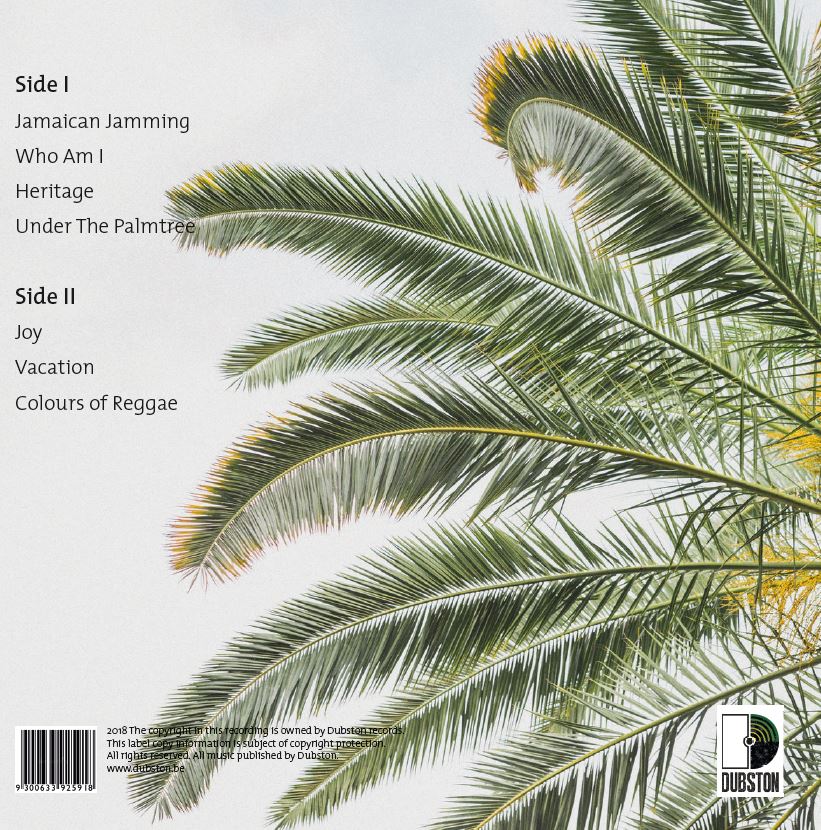 Side I
Jamaican Jamming
Who Am I
Heritage
Under The Palmtree
Side II
Joy
Vacation
Colours of Reggae
2018 The copyright in this recording is owned by Dubston records.
This label copy information is subject of copyright protection.
All rights reserved. All music published by Dubston.
www.dubston.be
9 300633 925918
DUBSTON